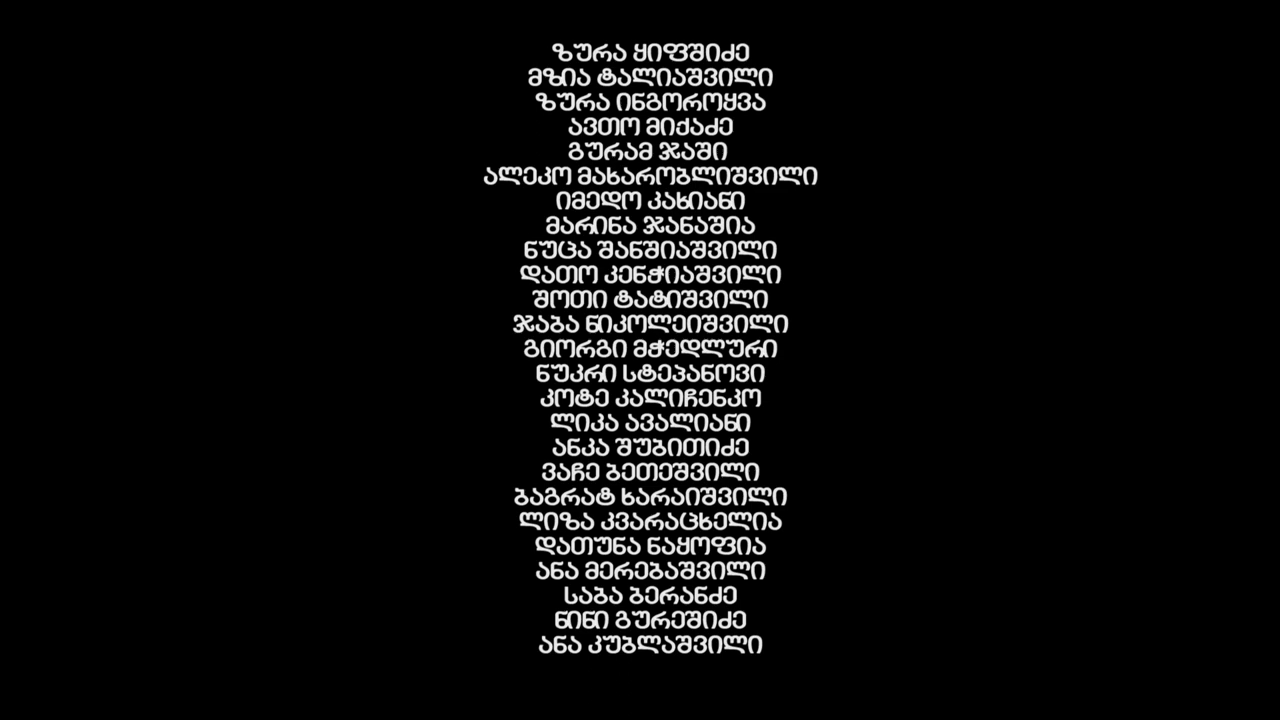 ზურა ყიფშიძე
მზია ტალიაშვილი
ზურა ინგოროყვა
ავთო მიქაძე
გურამ ჯაში
ალეკო მახარობლიშვილი
იმედო კახიანი
მარინა ჯანაშია
ნუცა შანშიაშვილი
დათო კენჭიაშვილი
შოთი ტატიშვილი
ჯაბა ნიკოლეიშვილი
გიორგი მჭედლური
ნუკრი სტეპანოვი
კოტე კალიჩენკო
ლიკა ავალიანი
ანკა შუბითიძე
ვაჩე ბეთეშვილი
ბაგრატ ხარაიშვილი
ლიზა კვარაცხელია
დათუნა ნაყოფია
ანა მერებაშვილი
საბა ბერანძე
ნინი გურეშიძე
ანა კუბლაშვილი